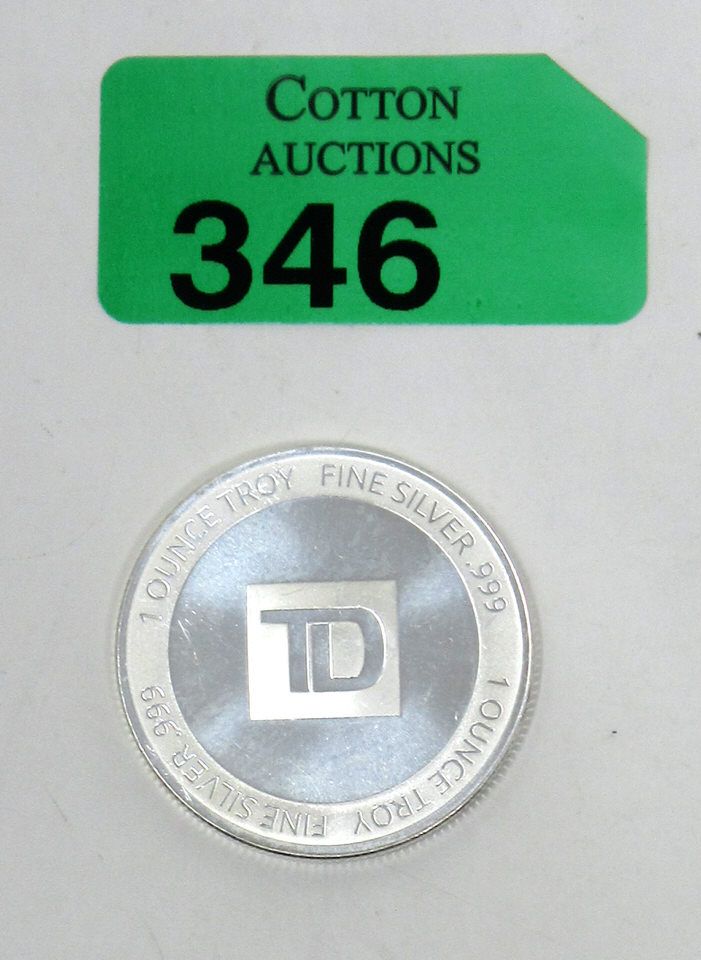 COTTON
AUCTIONS
346
1 OUNCE TROY FINE SILVER .999
1 OUNCE TROY FINE SILVER .999
TD